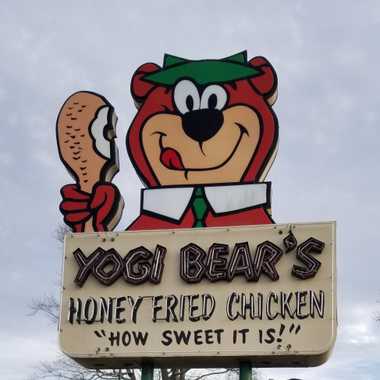 YOGI BEAR'S
HONEY FRIED CHICKEN
"HOW SWEET IT IS!"